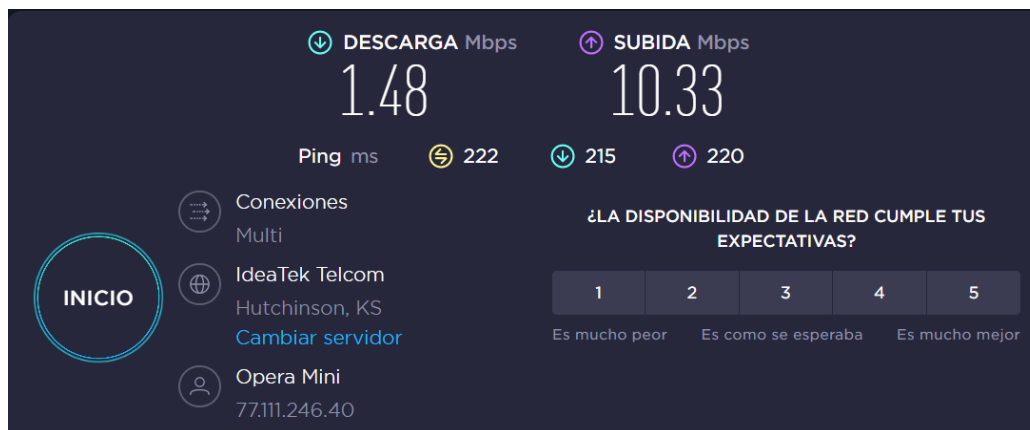 DESCARGA Mbps
SUBIDA Mbps
1.48
10.33
Ping ms
222
215
220
Conexiones
Multi
IdeaTek Telcom
Hutchinson, KS
Cambiar servidor
Opera Mini
77.111.246.40
INICIO
¿LA DISPONIBILIDAD DE LA RED CUMPLE TUS
EXPECTATIVAS?
1 2 3 4 5
Es mucho peor
Es como se esperaba
Es mucho mejor